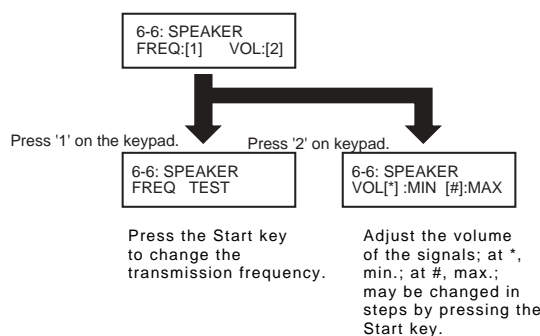 6-6: SPEAKER
FREQ:[1] VOL:[2]
Press '1' on the keypad.
Press '2' on keypad.
6-6: SPEAKER
FREQ TEST
6-6: SPEAKER
VOL[*] :MIN [#]:MAX
Press the Start key
to change the
transmission frequency.
Adjust the volume
of the signals; at *,
min.; at #, max.;
may be changed in
steps by pressing the
Start key.